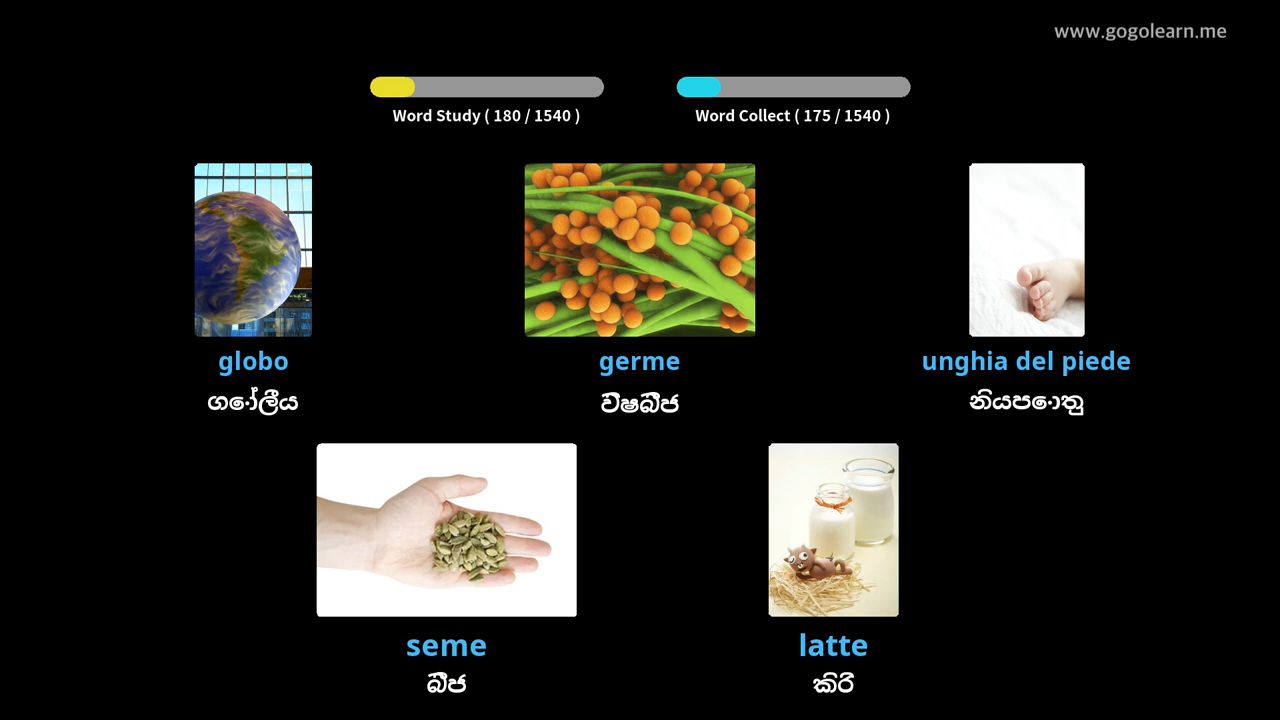 www.gogolearn.me
Word Study ( 180 / 1540 )
Word Collect ( 175 / 1540 )
globo
germe
unghia del piede
ගෝලීය
විෂබීජ
නියපොතු
seme
latte
බීජ
කිරි